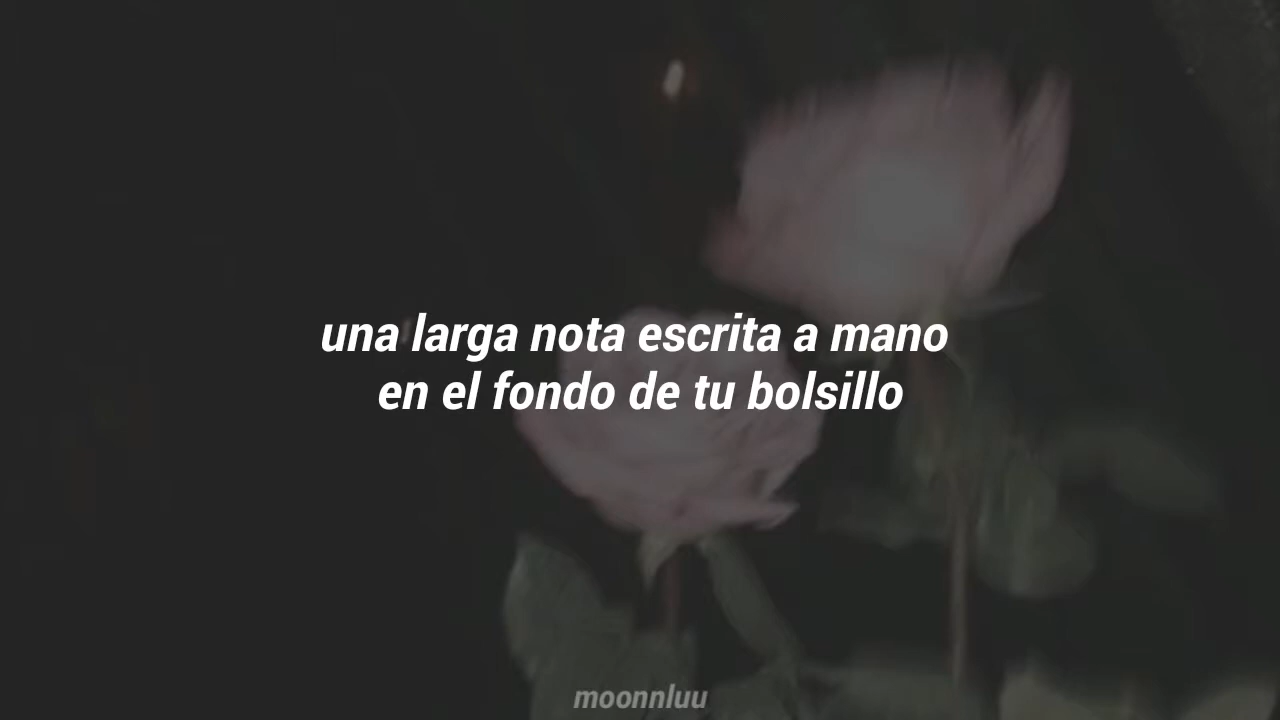 una larga nota escrita a mano
en el fondo de tu bolsillo
moonnluu